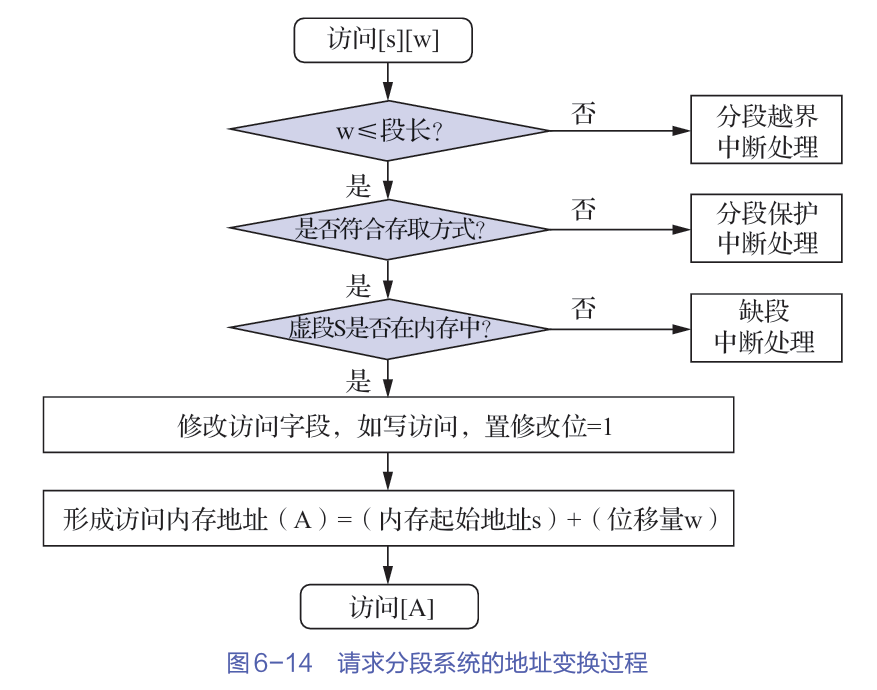 访问[s][w]
w≤段长？
否
分段越界
中断处理
是
是否符合存取方式？
否
分段保护
中断处理
是
虚段S是否在内存中？
否
缺段
中断处理
是
修改访问字段，如写访问，置修改位=1
形成访问内存地址（A）=（内存起始地址s）+（位移量w）
访问[A]
图6-14 请求分段系统的地址变换过程